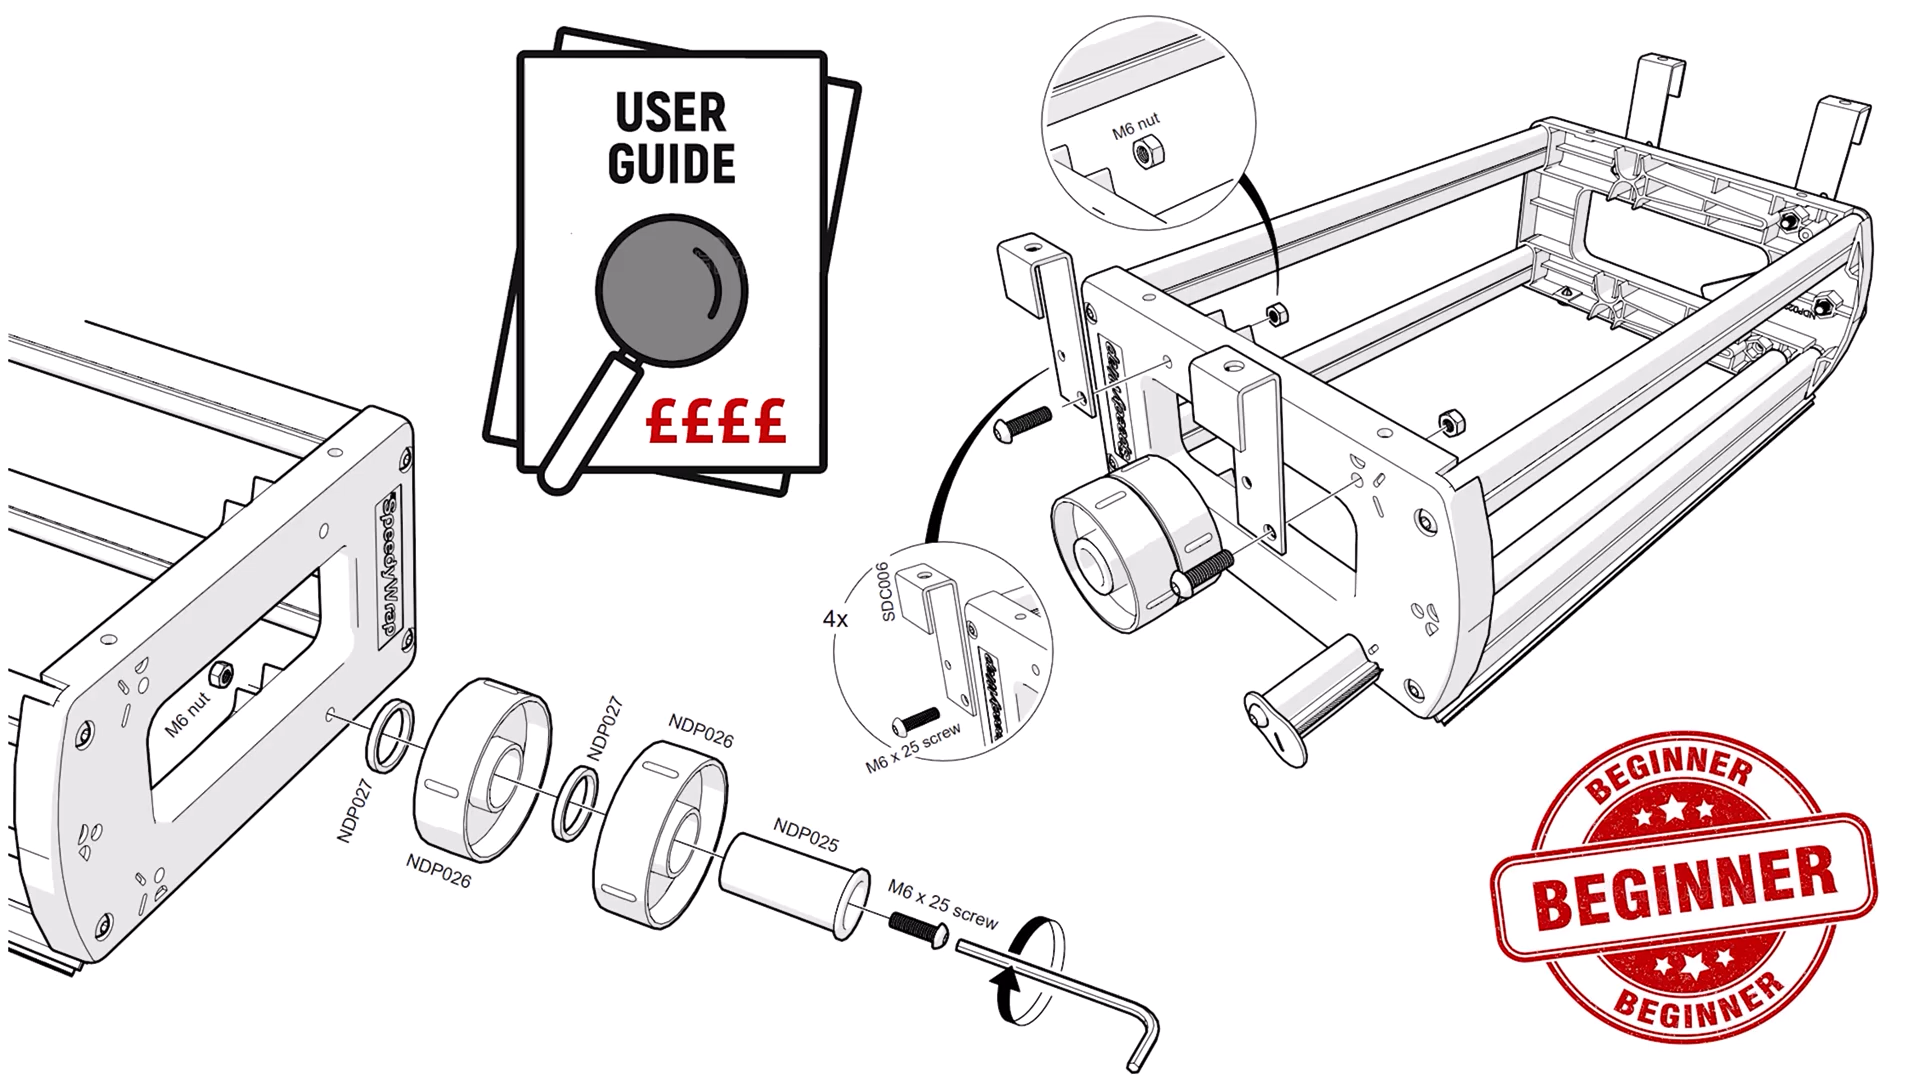 USER
GUIDE
££££
M6 nut
4x
SDC006
M6 x 25 screw
SpeedyWrap
M6 nut
NDP027
NDP026
NDP027
NDP026
NDP025
M6 x 25 screw
BEGINNER
BEGINNER
BEGINNER